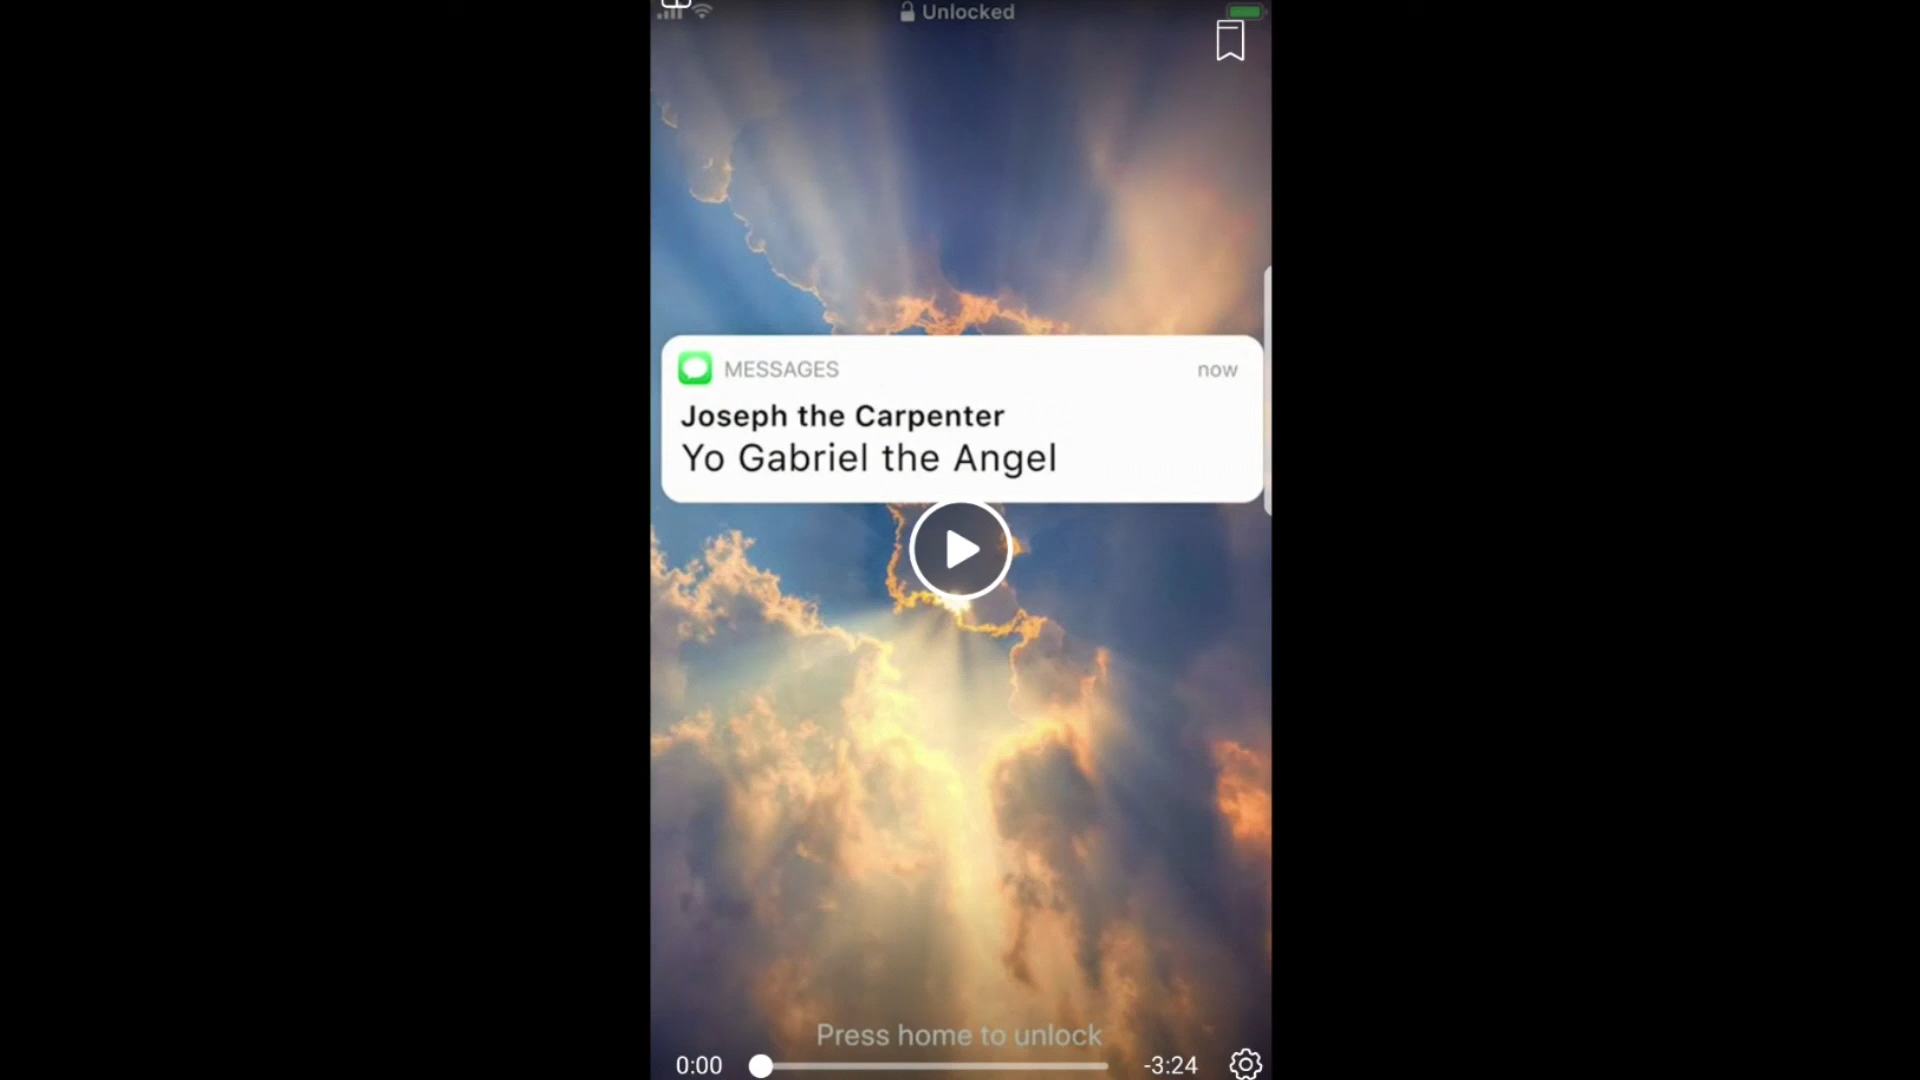 Unlocked
MESSAGES
now
Joseph the Carpenter
Yo Gabriel the Angel
Press home to unlock
0:00
-3:24